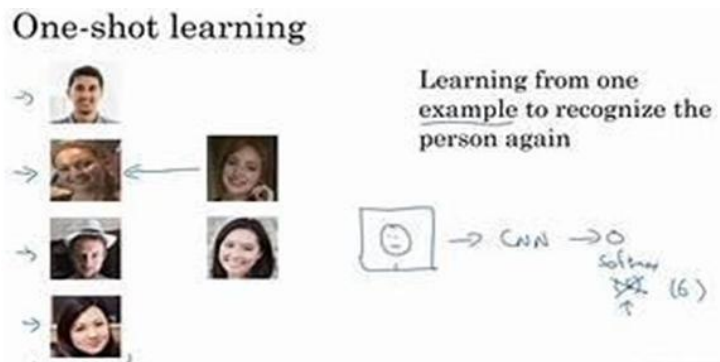 One-shot learning
Learning from one
example to recognize the
person again
CNN
softmax
(6)